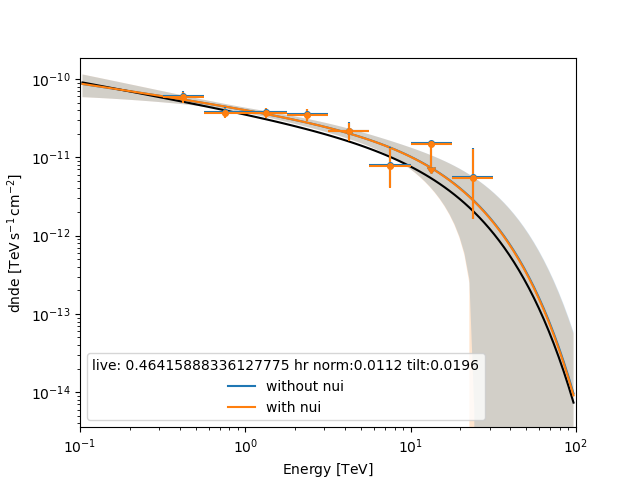 10⁻¹⁰
10⁻¹¹
10⁻¹²
10⁻¹³
10⁻¹⁴
dnde [TeV s⁻¹ cm⁻²]
live: 0.46415888336127775 hr norm:0.0112 tilt:0.0196
without nui
with nui
10⁻¹ 10⁰ 10¹ 10²
Energy [TeV]